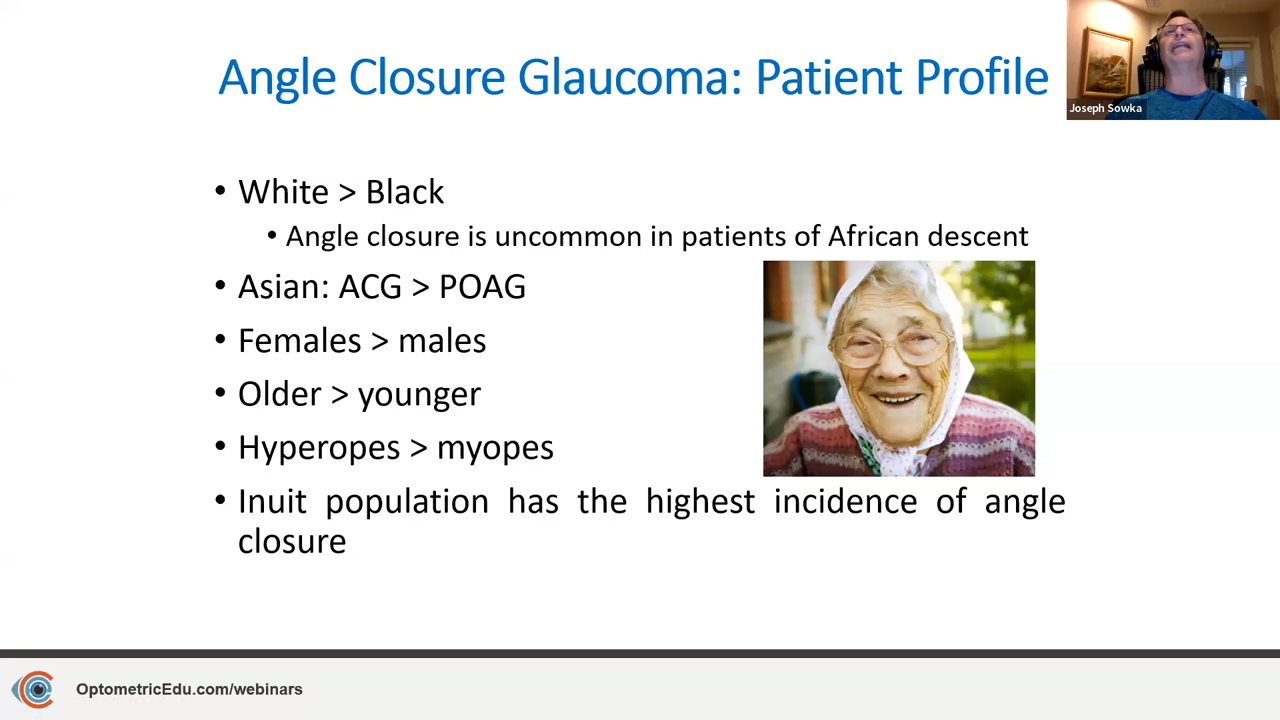 Angle Closure Glaucoma: Patient Profile
Joseph Sowka
• White > Black
• Angle closure is uncommon in patients of African descent
• Asian: ACG > POAG
• Females > males
• Older > younger
• Hyperopes > myopes
• Inuit population has the highest incidence of angle
closure
OptometricEdu.com/webinars